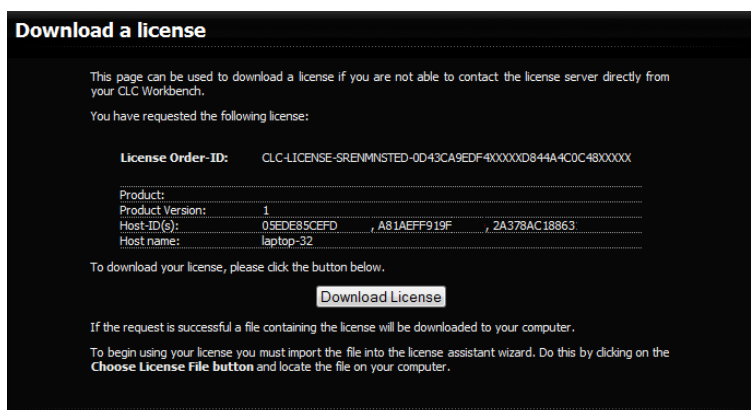 Download a license
This page can be used to download a license if you are not able to contact the license server directly from
your CLC Workbench.
You have requested the following license:
License Order-ID: CLC-LICENSE-SRENMNSTED-0D43CA9EDF4XXXXXD844A4C0C48XXXXX
Product:
Product Version: 1
Host-ID(s): 05EDE85CEFD , A81AEFF919F , 2A378AC18863
Host name: laptop-32
To download your license, please click the button below.
Download License
If the request is successful a file containing the license will be downloaded to your computer.
To begin using your license you must import the file into the license assistant wizard. Do this by clicking on the
Choose License File button and locate the file on your computer.